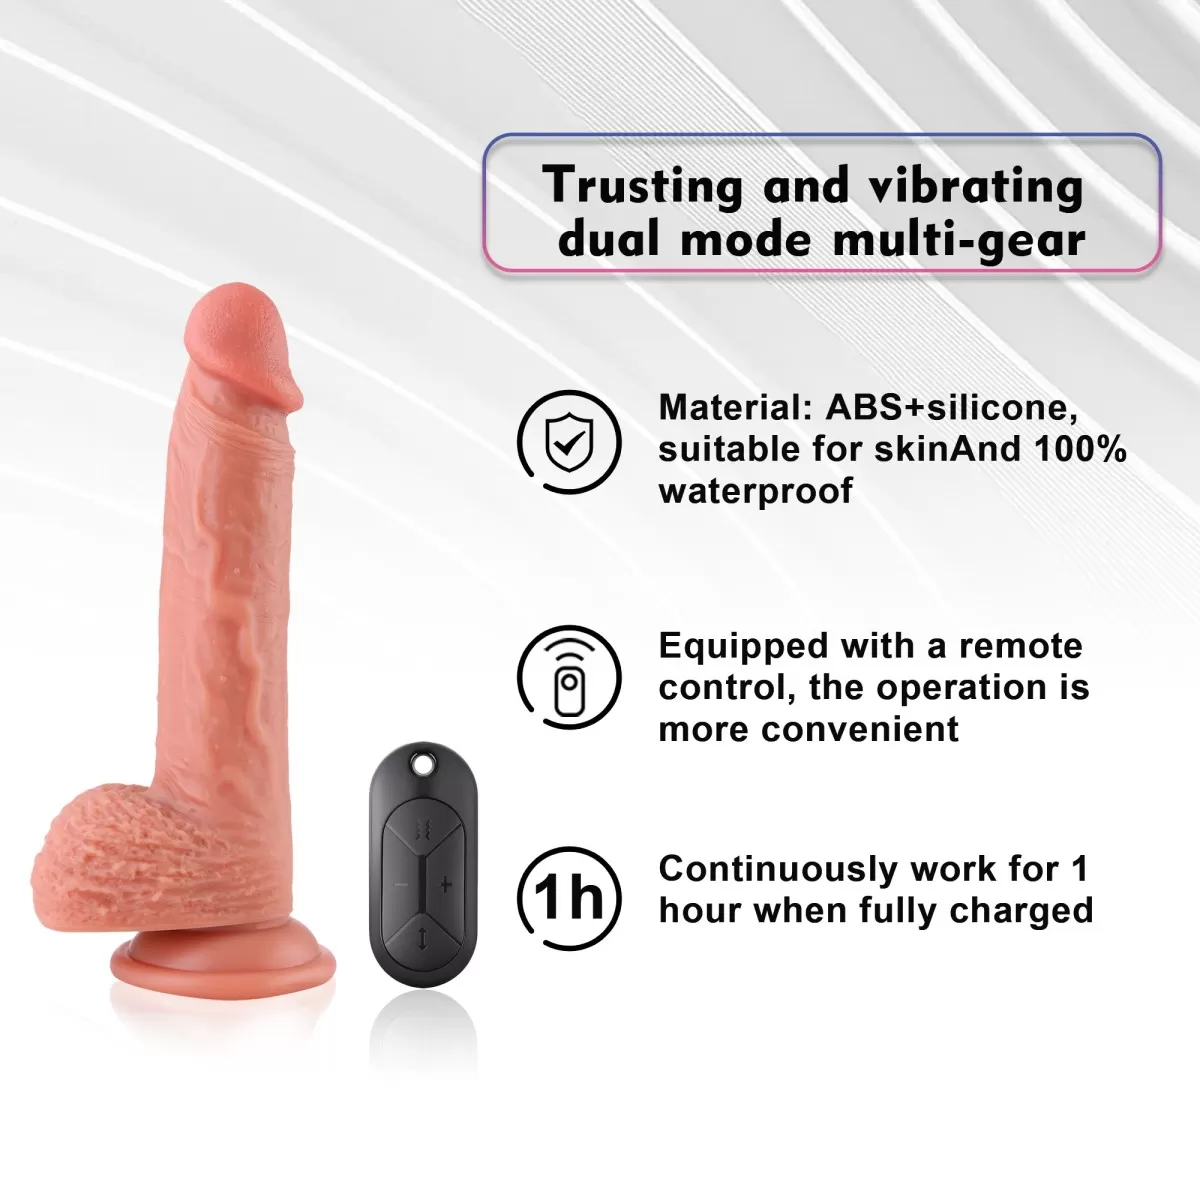 Trusting and vibrating
dual mode multi-gear
Material: ABS+silicone,
suitable for skinAnd 100%
waterproof
Equipped with a remote
control, the operation is
more convenient
1h
Continuously work for 1
hour when fully charged